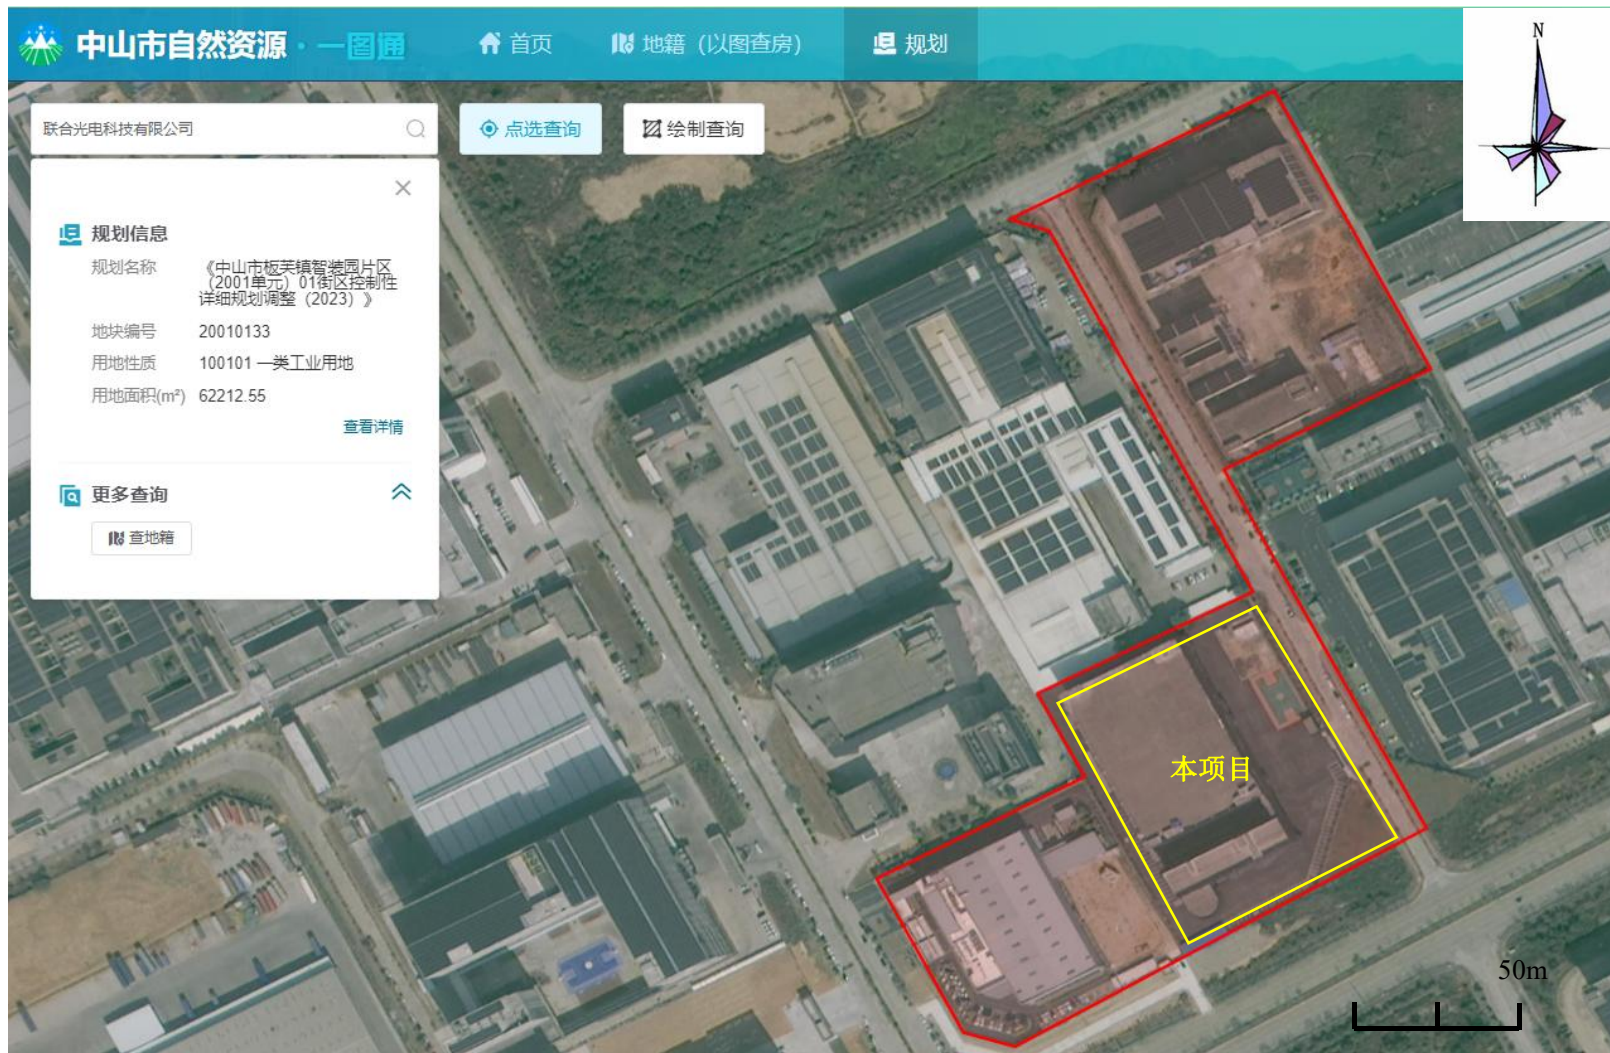 中山市自然资源·一图通
首页
地籍（以图查房）
规划
N
联合光电科技有限公司
点选查询
绘制查询
规划信息
规划名称
《中山市板芙镇智装园片区
（2001单元）01街区控制性
详细规划调整（2023）》
地块编号 20010133
用地性质 100101 一类工业用地
用地面积(m²) 62212.55
查看详情
更多查询
查地籍
本项目
50m